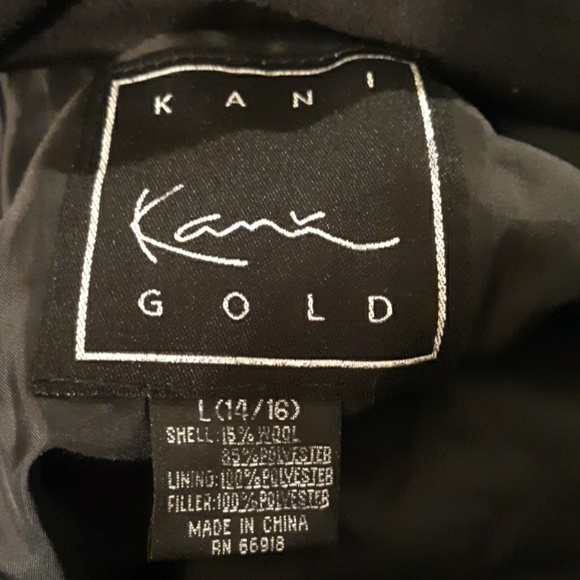 KANI
Kani
GOLD
L(14/16)
SHELL:15%WOOL
85%POLYESTER
LINING:100%POLYESTER
FILLER:100%POLYESTER
MADE IN CHINA
RN 66918